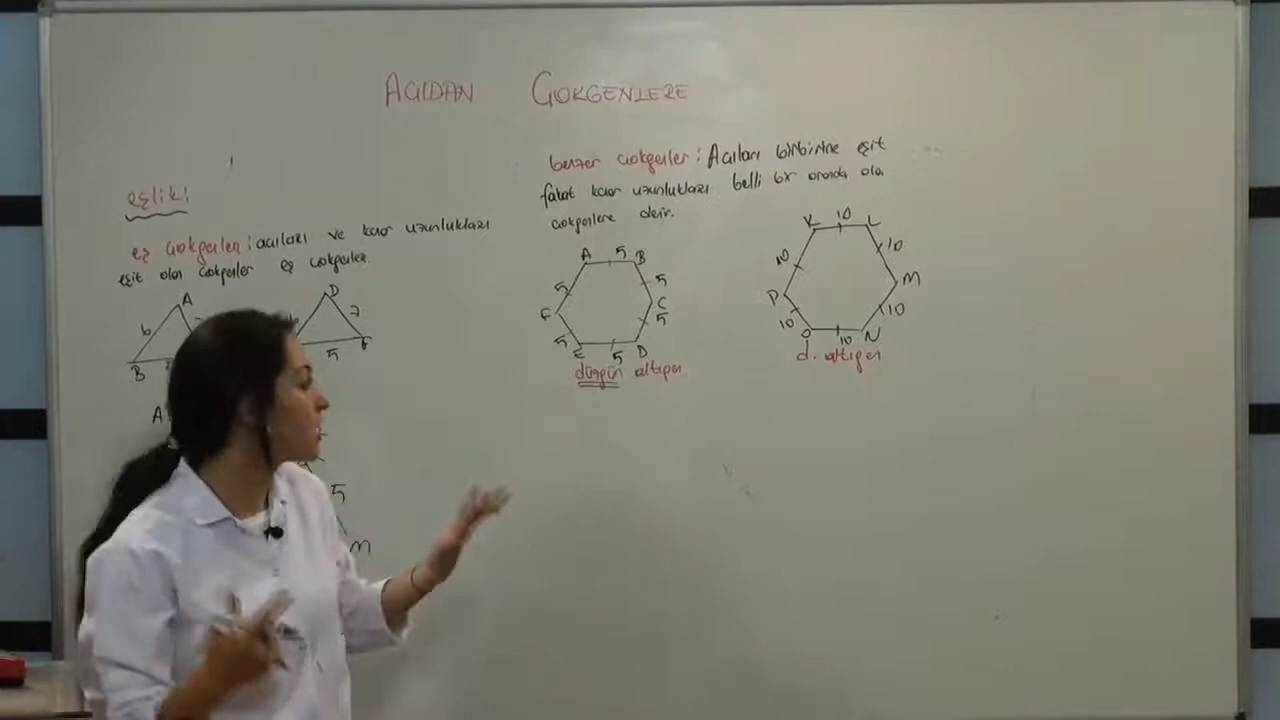 AÇIDAN ÇOKGENLERE
eşlik:
eş çokgenler: açıları ve kenar uzunlukları
eşit olan çokgenler eş çokgenler
A
6
B
D
7
5
A
5
m
benzer çokgenler: Açıları birbirine eşit
fakat kenar uzunlukları belli bir oranda olan
çokgenlere denir.
A 5 B
5 5
F C
5 5
E 5 D
düzgün altıgen
K 10 L
10 10
P M
10 10
O 10 N
d. altıgen